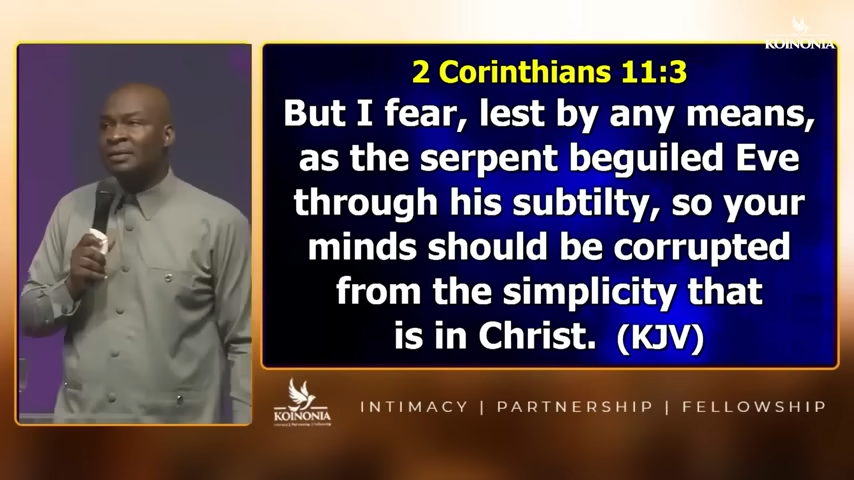 KOINONIA
2 Corinthians 11:3
But I fear, lest by any means,
as the serpent beguiled Eve
through his subtilty, so your
minds should be corrupted
from the simplicity that
is in Christ. (KJV)
KOINONIA
INTIMACY | PARTNERSHIP | FELLOWSHIP